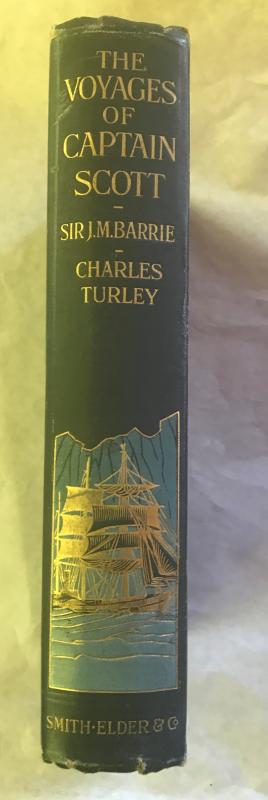 THE
VOYAGES
OF
CAPTAIN
SCOTT
-
SIR J.M.BARRIE
-
CHARLES
TURLEY
SMITH·ELDER & Co